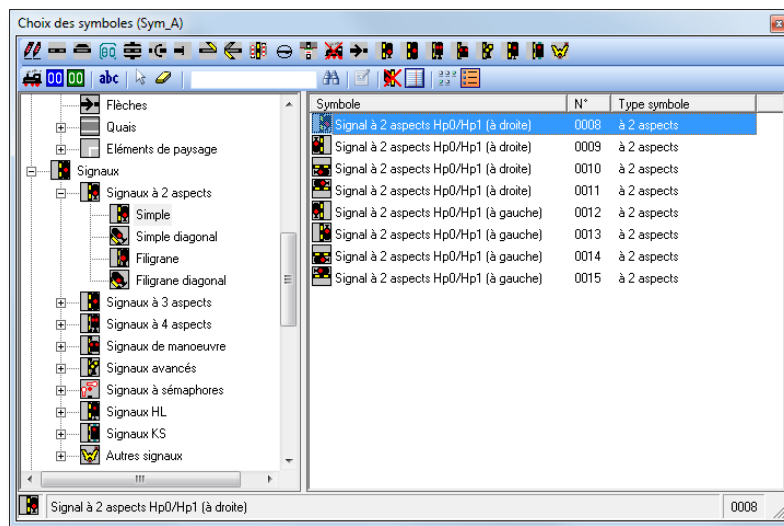 Choix des symboles (Sym_A)
00 00 abc
Flèches
Quais
Eléments de paysage
Signaux
Signaux à 2 aspects
Simple
Simple diagonal
Filigrane
Filigrane diagonal
Signaux à 3 aspects
Signaux à 4 aspects
Signaux de manoeuvre
Signaux avancés
Signaux à sémaphores
Signaux HL
Signaux KS
Autres signaux
Symbole N° Type symbole
Signal à 2 aspects Hp0/Hp1 (à droite) 0008 à 2 aspects
Signal à 2 aspects Hp0/Hp1 (à droite) 0009 à 2 aspects
Signal à 2 aspects Hp0/Hp1 (à droite) 0010 à 2 aspects
Signal à 2 aspects Hp0/Hp1 (à droite) 0011 à 2 aspects
Signal à 2 aspects Hp0/Hp1 (à gauche) 0012 à 2 aspects
Signal à 2 aspects Hp0/Hp1 (à gauche) 0013 à 2 aspects
Signal à 2 aspects Hp0/Hp1 (à gauche) 0014 à 2 aspects
Signal à 2 aspects Hp0/Hp1 (à gauche) 0015 à 2 aspects
Signal à 2 aspects Hp0/Hp1 (à droite) 0008